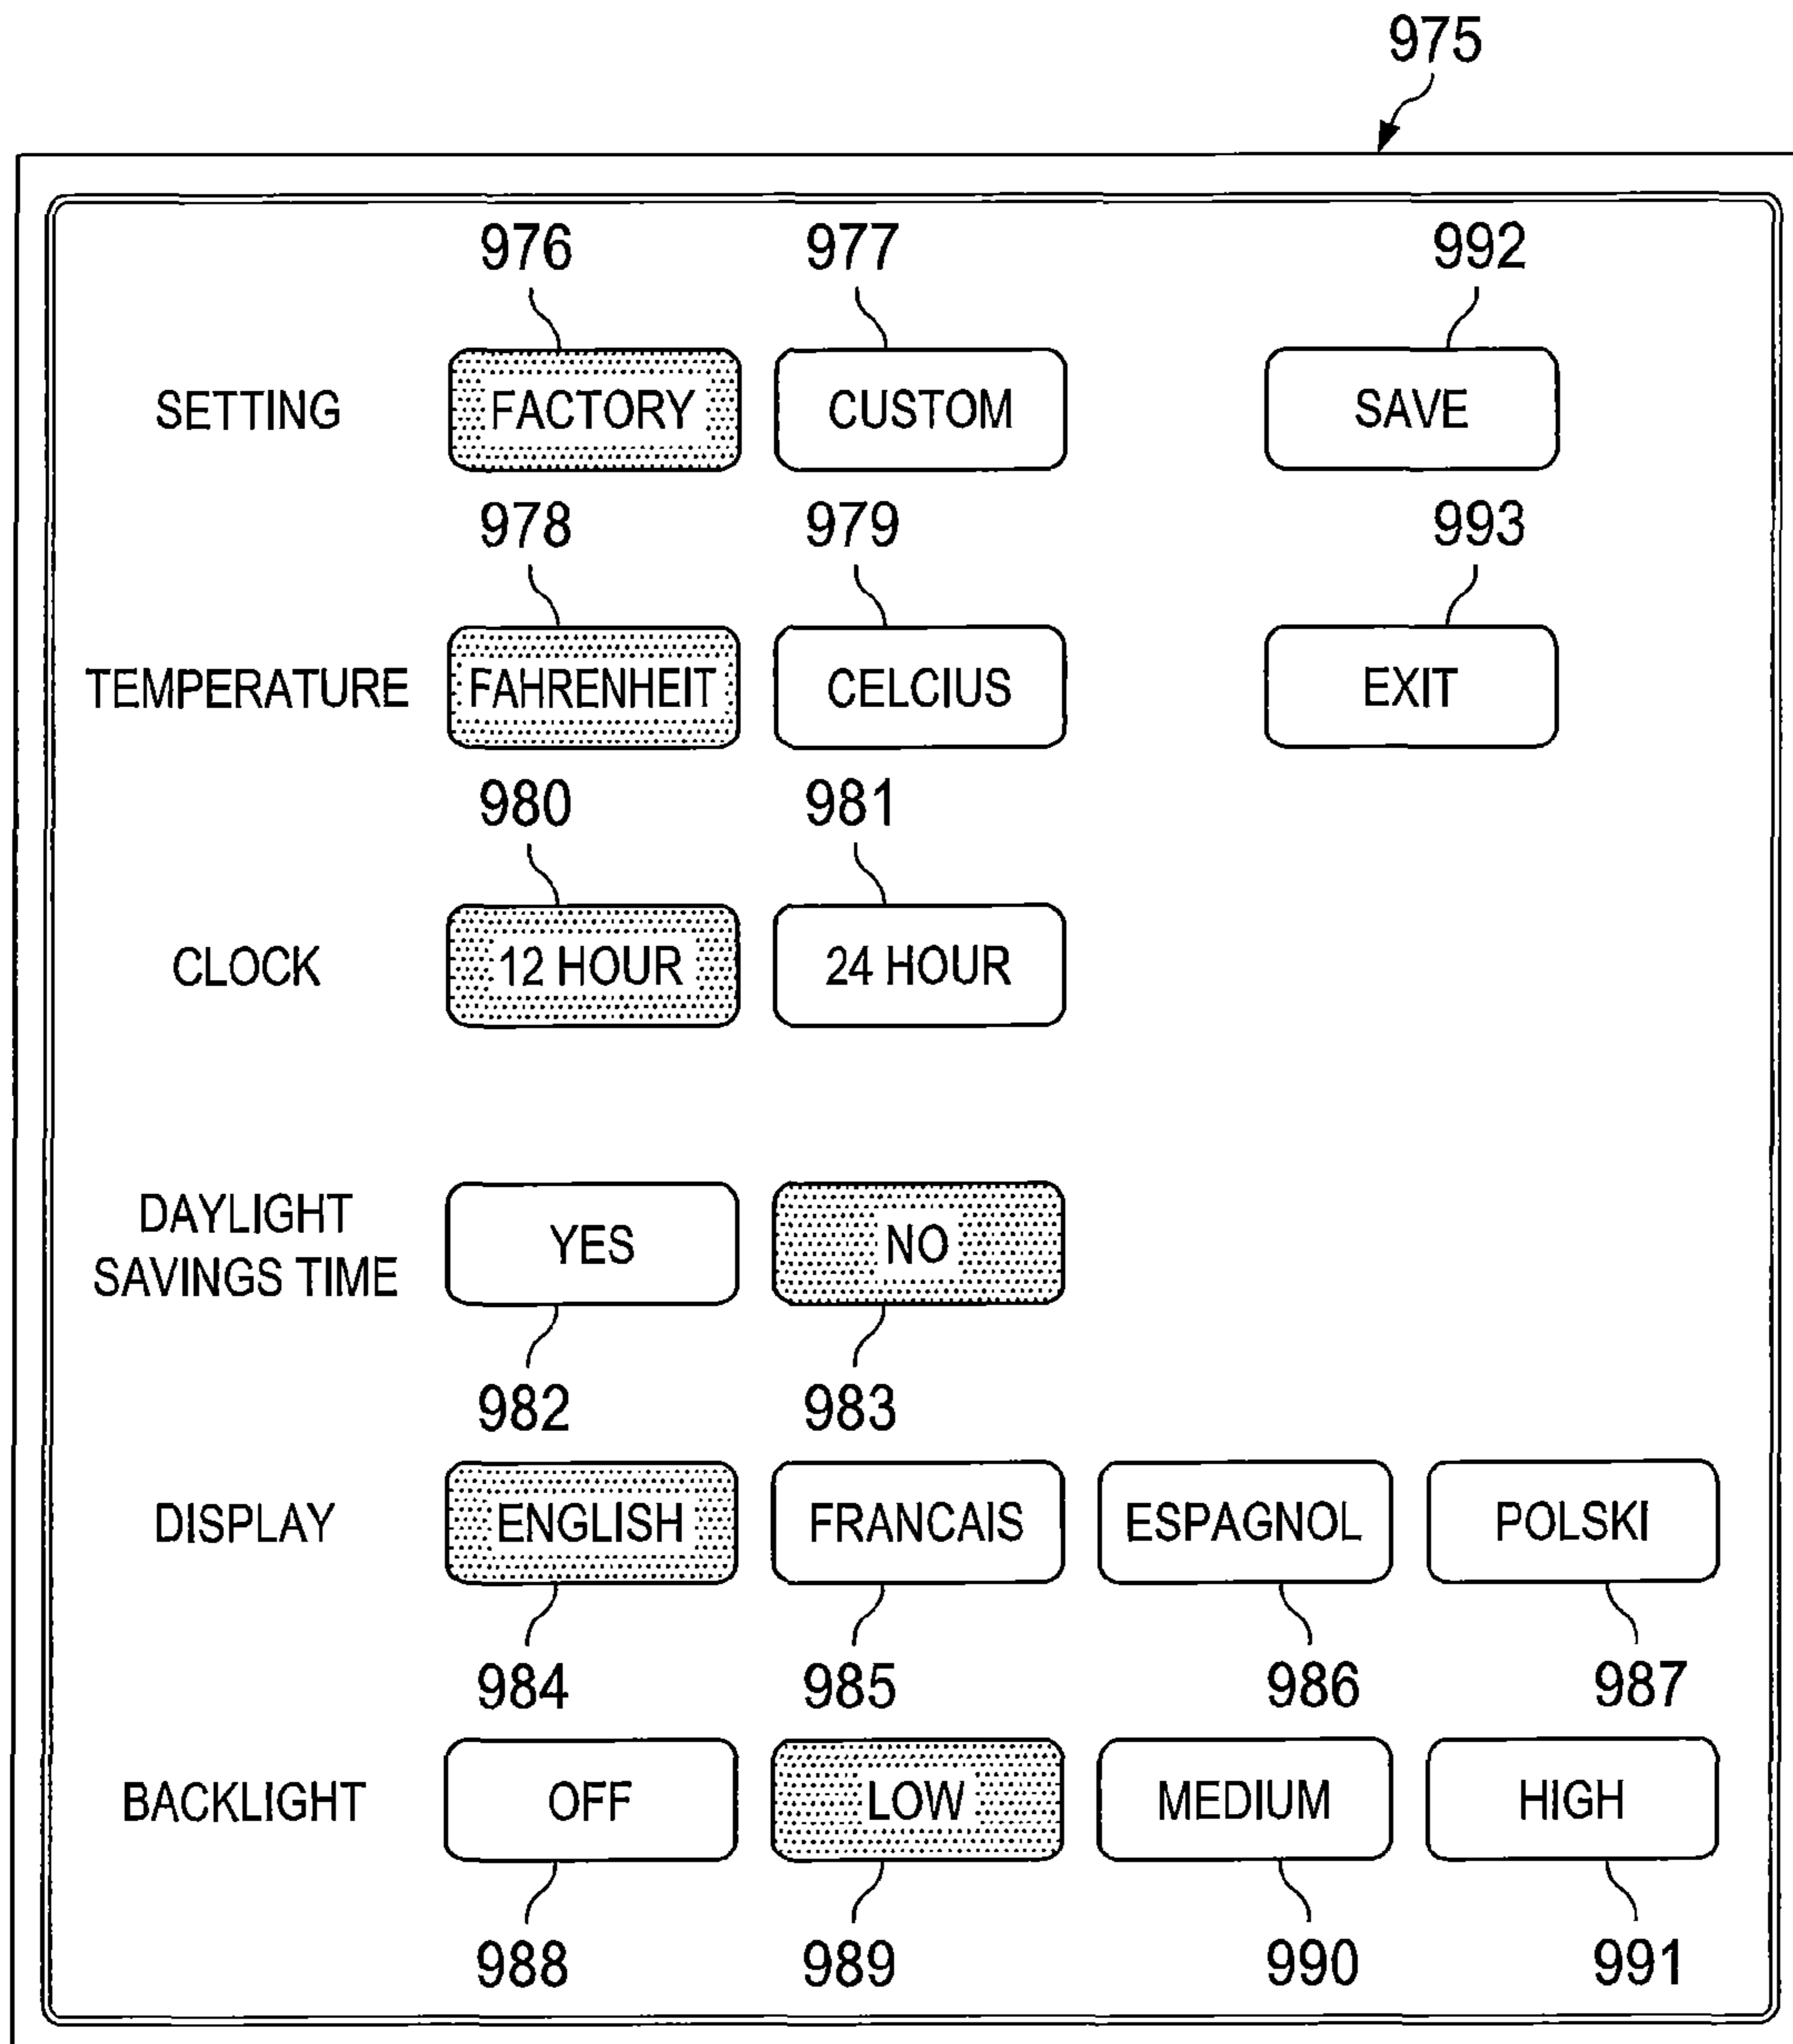 975
976 977 992
SETTING FACTORY CUSTOM SAVE
978 979 993
TEMPERATURE FAHRENHEIT CELCIUS EXIT
980 981
CLOCK 12 HOUR 24 HOUR
DAYLIGHT
SAVINGS TIME
YES NO
982 983
DISPLAY ENGLISH FRANCAIS ESPAGNOL POLSKI
984 985 986 987
BACKLIGHT OFF LOW MEDIUM HIGH
988 989 990 991